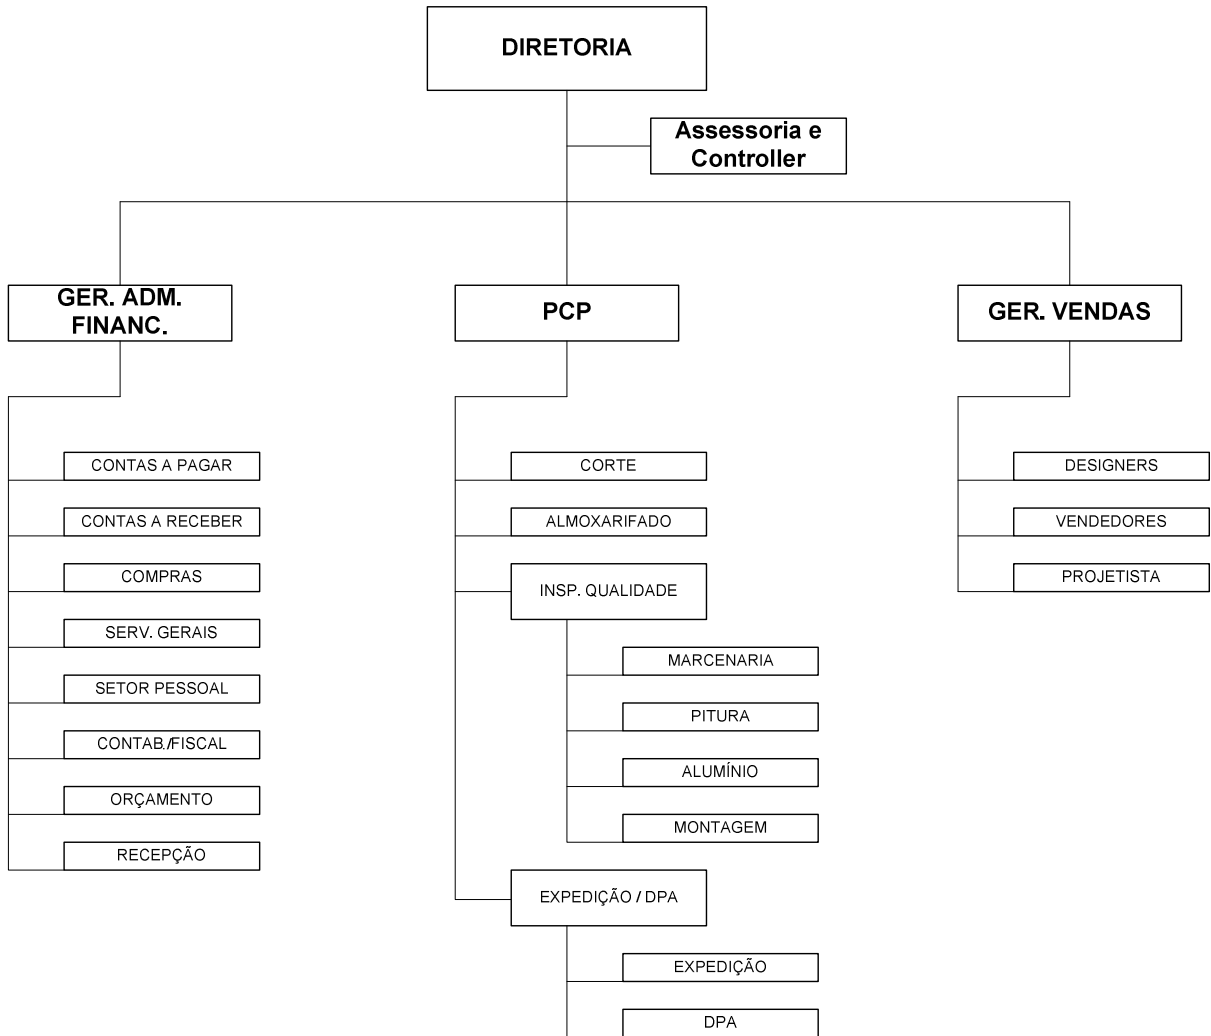 DIRETORIA
Assessoria e
Controller
GER. ADM.
FINANC.
PCP
GER. VENDAS
CONTAS A PAGAR
CONTAS A RECEBER
COMPRAS
SERV. GERAIS
SETOR PESSOAL
CONTAB./FISCAL
ORÇAMENTO
RECEPÇÃO
CORTE
ALMOXARIFADO
INSP. QUALIDADE
MARCENARIA
PITURA
ALUMÍNIO
MONTAGEM
EXPEDIÇÃO / DPA
EXPEDIÇÃO
DPA
DESIGNERS
VENDEDORES
PROJETISTA